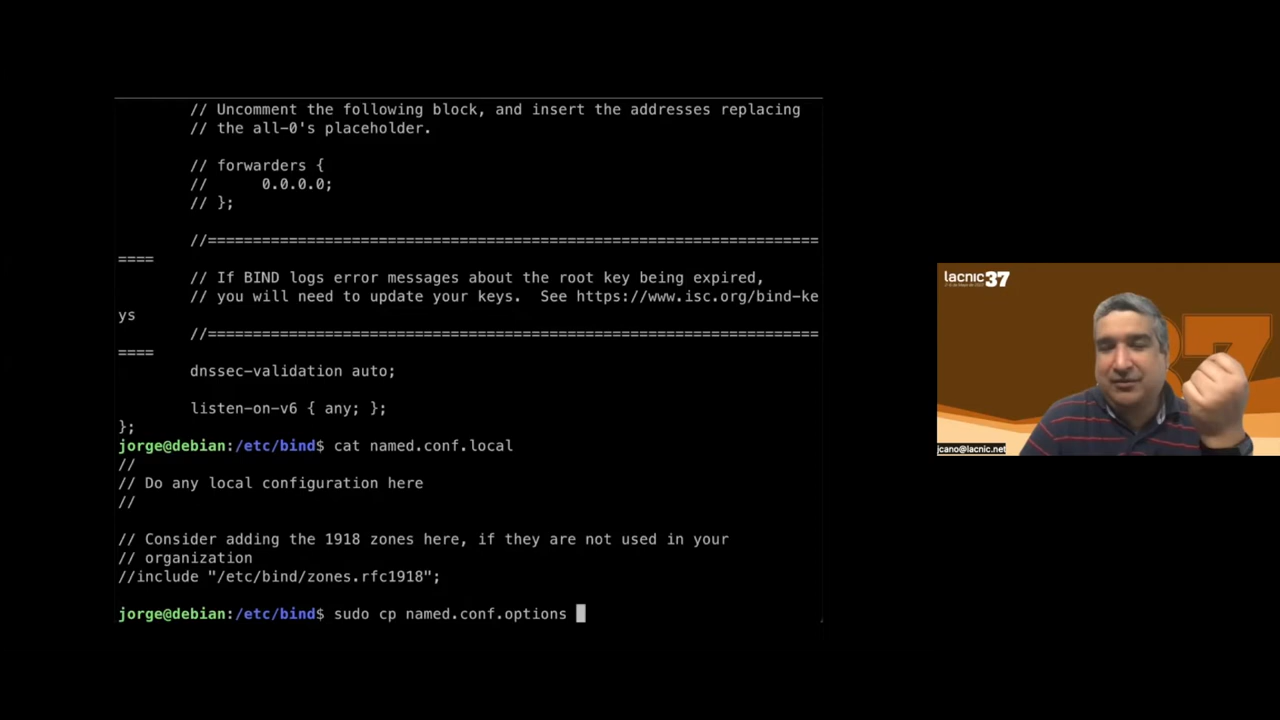 // Uncomment the following block, and insert the addresses replacing
// the all-0's placeholder.
// forwarders {
//      0.0.0.0;
// };
//====================================================================
====
// If BIND logs error messages about the root key being expired,
// you will need to update your keys.  See https://www.isc.org/bind-ke
ys
//====================================================================
====
dnssec-validation auto;
listen-on-v6 { any; };
};
jorge@debian:/etc/bind$ cat named.conf.local
//
// Do any local configuration here
//
// Consider adding the 1918 zones here, if they are not used in your
// organization
//include "/etc/bind/zones.rfc1918";
jorge@debian:/etc/bind$ sudo cp named.conf.options
lacnic 37
37
jcano@lacnic.net